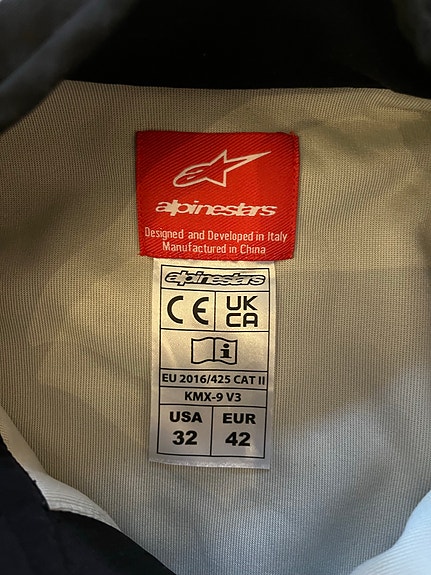 alpinestars
Designed and Developed in Italy
Manufactured in China
alpinestars
CE UK CA
i
EU 2016/425 CAT II
KMX-9 V3
USA EUR
32 42